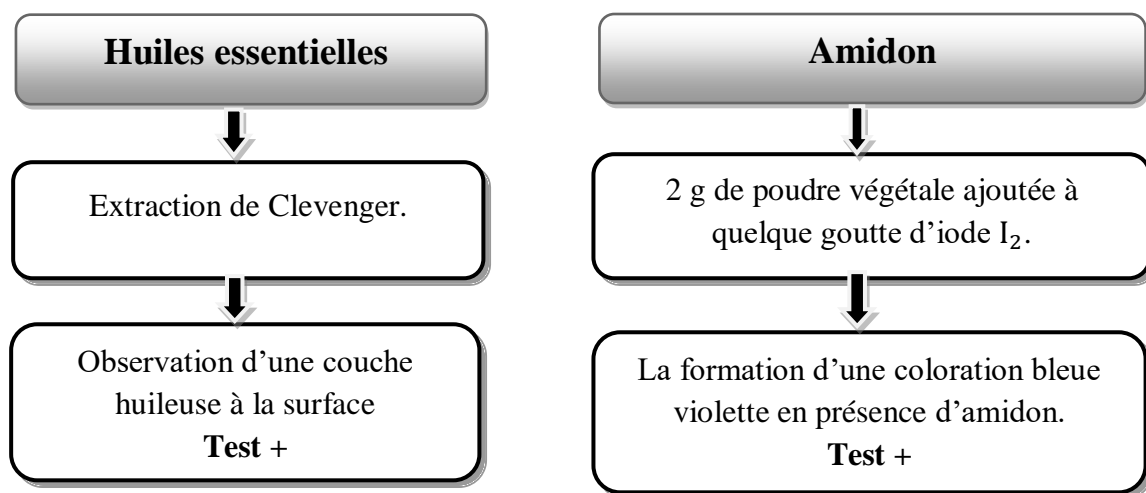 Huiles essentielles
Extraction de Clevenger.
Observation d'une couche
huileuse à la surface
Test +
Amidon
2 g de poudre végétale ajoutée à
quelque goutte d'iode I₂.
La formation d'une coloration bleue
violette en présence d'amidon.
Test +